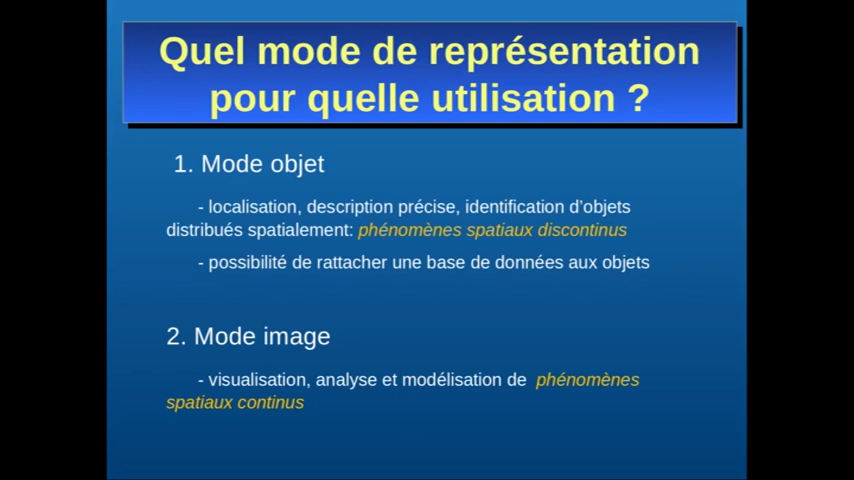 Quel mode de représentation
pour quelle utilisation ?
1. Mode objet
- localisation, description précise, identification d'objets
distribués spatialement: phénomènes spatiaux discontinus
- possibilité de rattacher une base de données aux objets
2. Mode image
- visualisation, analyse et modélisation de phénomènes
spatiaux continus